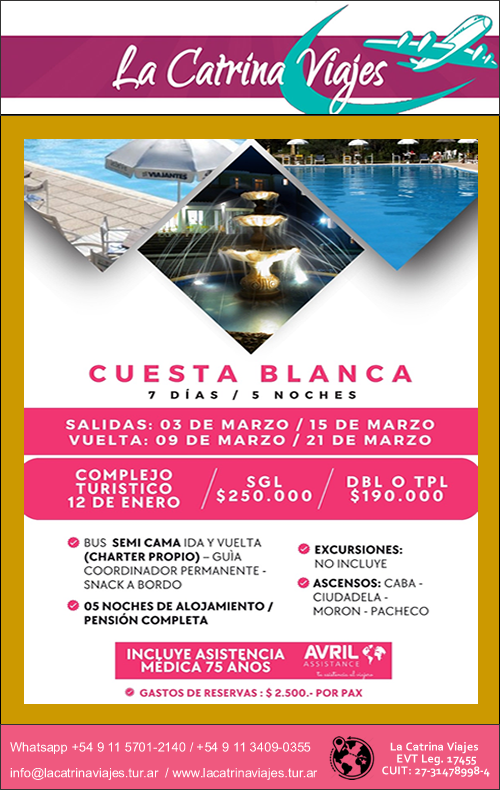 La Catrina Viajes
VIAJANTES
CUESTA BLANCA
7 DÍAS / 5 NOCHES
SALIDAS: 03 DE MARZO / 15 DE MARZO
VUELTA: 09 DE MARZO / 21 DE MARZO
COMPLEJO
TURISTICO
12 DE ENERO
SGL
$250.000
DBL O TPL
$190.000
BUS SEMI CAMA IDA Y VUELTA
(CHARTER PROPIO) – GUÌA
COORDINADOR PERMANENTE -
SNACK A BORDO
05 NOCHES DE ALOJAMIENTO /
PENSIÓN COMPLETA
EXCURSIONES:
NO INCLUYE
ASCENSOS: CABA -
CIUDADELA -
MORON - PACHECO
INCLUYE ASISTENCIA
MÉDICA 75 AÑOS
AVRIL
ASSISTANCE
tu asistencia al viajero
GASTOS DE RESERVAS : $ 2.500.- POR PAX
Whatsapp +54 9 11 5701-2140 / +54 9 11 3409-0355
info@lacatrinaviajes.tur.ar / www.lacatrinaviajes.tur.ar
La Catrina Viajes
EVT Leg. 17455
CUIT: 27-31478998-4